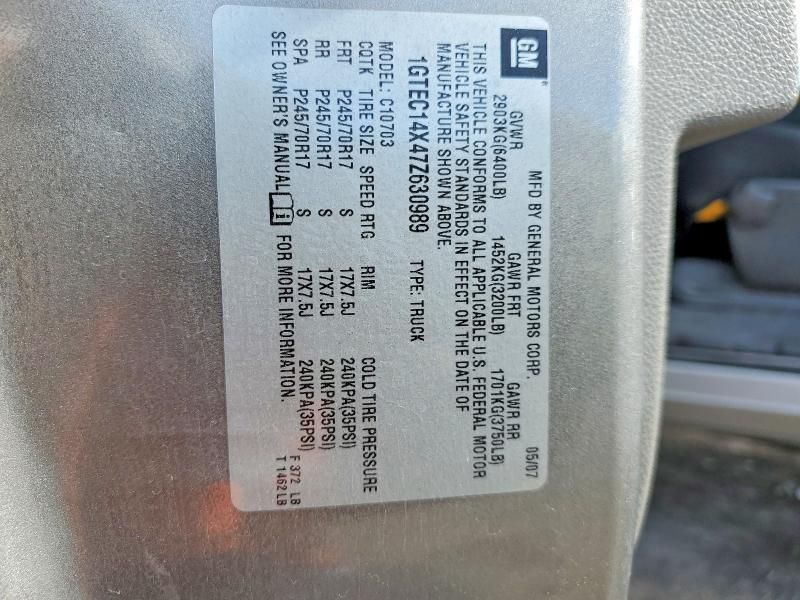 GM
MFD BY GENERAL MOTORS CORP. 05/07
GVWR GAWR FRT GAWR RR
2903KG(6400LB) 1452KG(3200LB) 1701KG(3750LB)
THIS VEHICLE CONFORMS TO ALL APPLICABLE U.S. FEDERAL MOTOR
VEHICLE SAFETY STANDARDS IN EFFECT ON THE DATE OF
MANUFACTURE SHOWN ABOVE.
1GTEC14X47Z630989 TYPE: TRUCK
MODEL: C10703
CQTK TIRE SIZE SPEED RTG RIM COLD TIRE PRESSURE
FRT P245/70R17 S 17X7.5J 240KPA(35PSI)
RR P245/70R17 S 17X7.5J 240KPA(35PSI)
SPA P245/70R17 S 17X7.5J 240KPA(35PSI)
SEE OWNER'S MANUAL FOR MORE INFORMATION.
F 372 LB
T 1462 LB